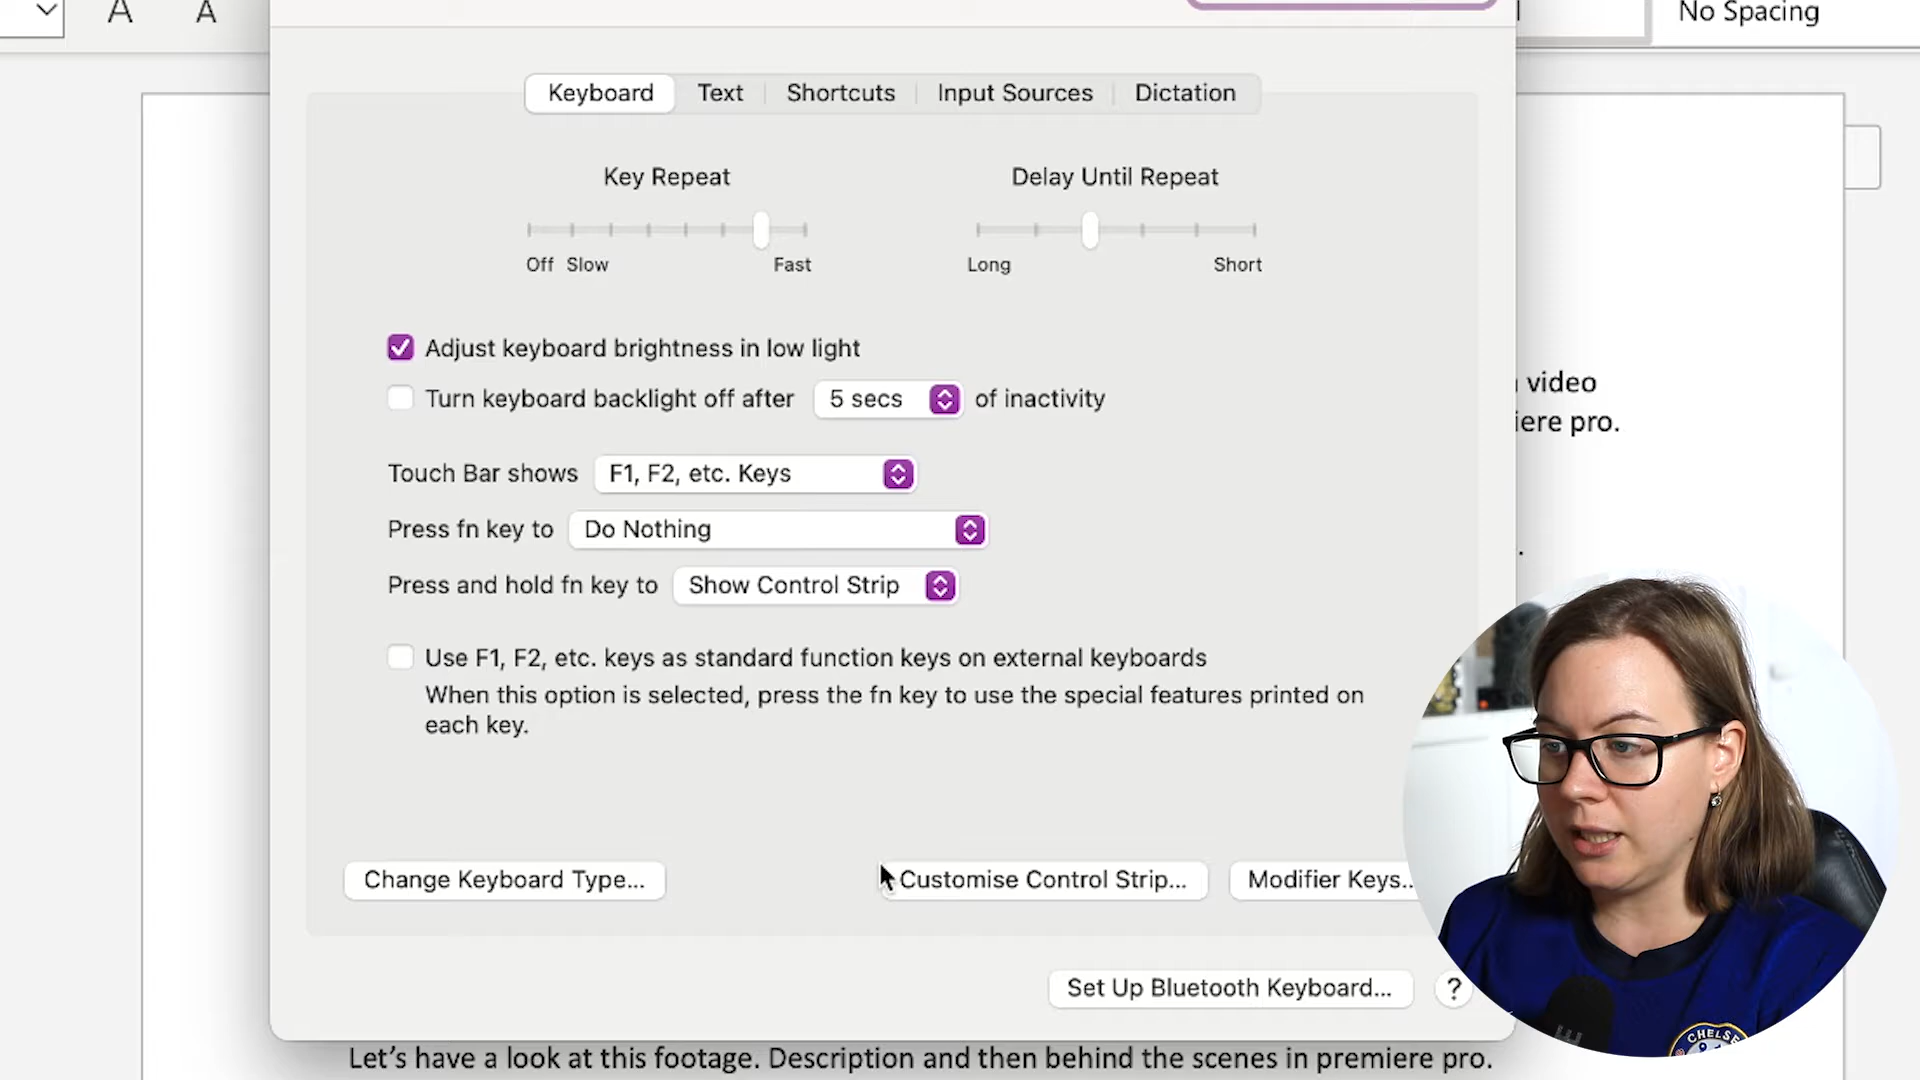 A A
No Spacing
Keyboard Text Shortcuts Input Sources Dictation
Key Repeat
Delay Until Repeat
Off Slow Fast
Long Short
Adjust keyboard brightness in low light
Turn keyboard backlight off after 5 secs of inactivity
video
iere pro.
Touch Bar shows F1, F2, etc. Keys
Press fn key to Do Nothing
.
Press and hold fn key to Show Control Strip
Use F1, F2, etc. keys as standard function keys on external keyboards
When this option is selected, press the fn key to use the special features printed on
each key.
Change Keyboard Type...
Customise Control Strip...
Modifier Keys..
Set Up Bluetooth Keyboard...
?
CHELSE
Let's have a look at this footage. Description and then behind the scenes in premiere pro.